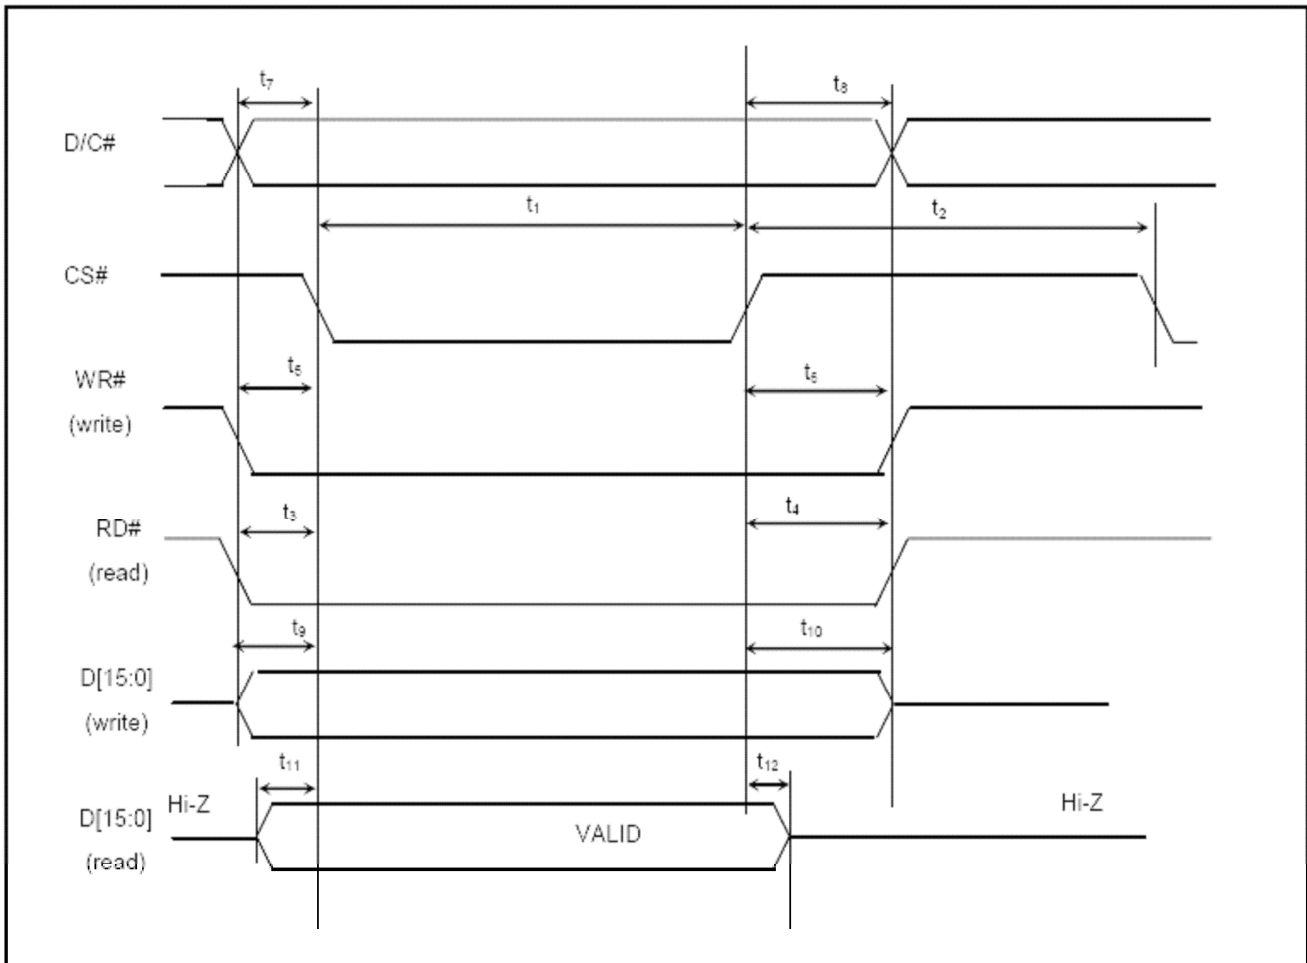 t₇
t₈
D/C#
t₁
t₂
CS#
WR#
(write)
t₅
t₆
RD#
(read)
t₃
t₄
t₉
t₁₀
D[15:0]
(write)
t₁₁
t₁₂
Hi-Z
Hi-Z
D[15:0]
(read)
VALID